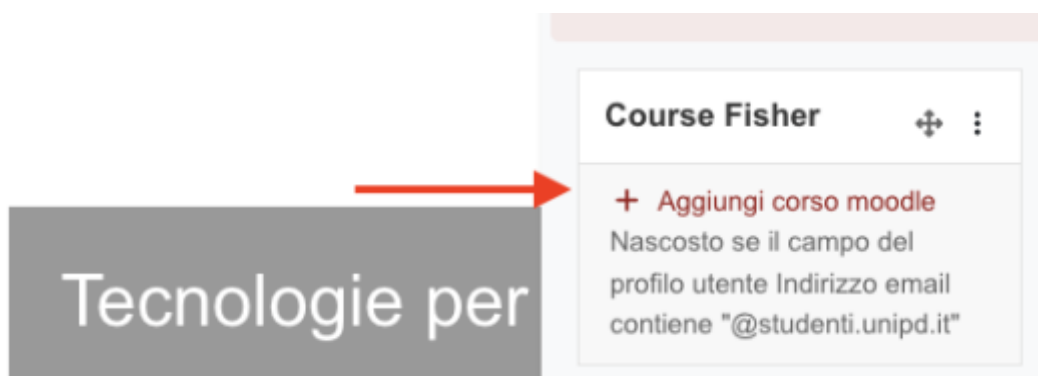 Course Fisher
+ Aggiungi corso moodle
Nascosto se il campo del
profilo utente Indirizzo email
contiene "@studenti.unipd.it"
Tecnologie per